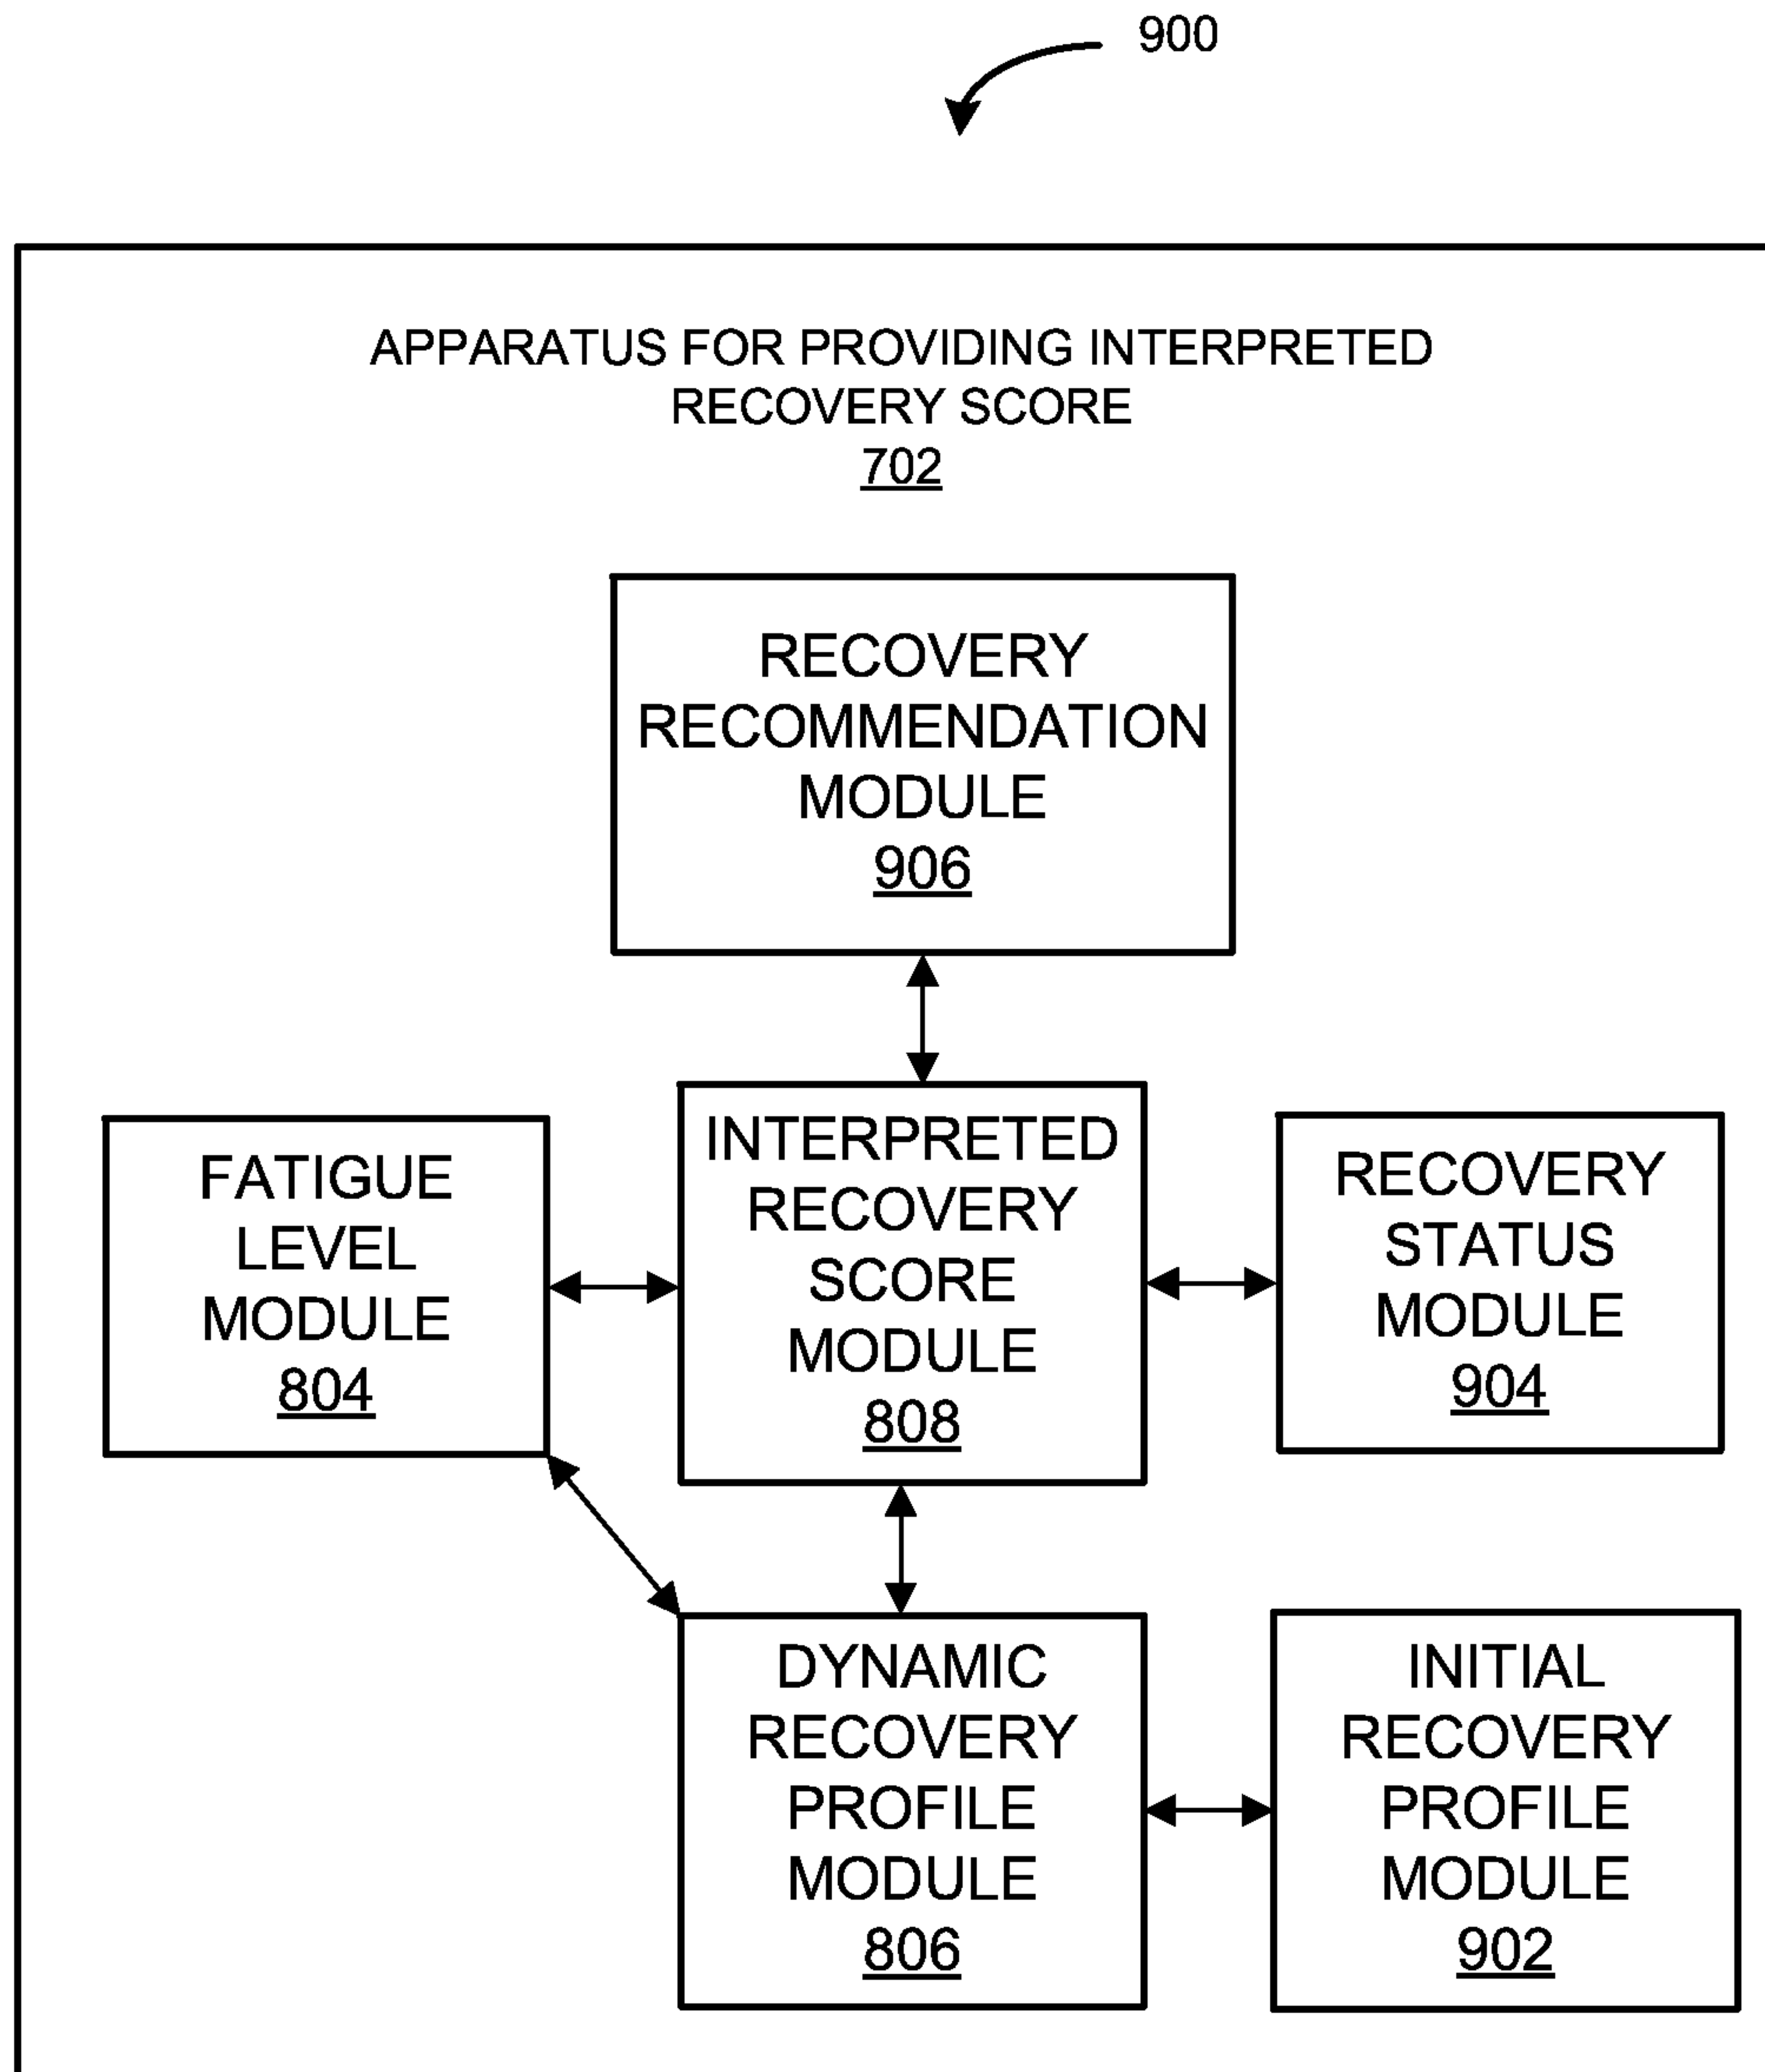 900
APPARATUS FOR PROVIDING INTERPRETED
RECOVERY SCORE
702
RECOVERY
RECOMMENDATION
MODULE
906
FATIGUE
LEVEL
MODULE
804
INTERPRETED
RECOVERY
SCORE
MODULE
808
RECOVERY
STATUS
MODULE
904
DYNAMIC
RECOVERY
PROFILE
MODULE
806
INITIAL
RECOVERY
PROFILE
MODULE
902